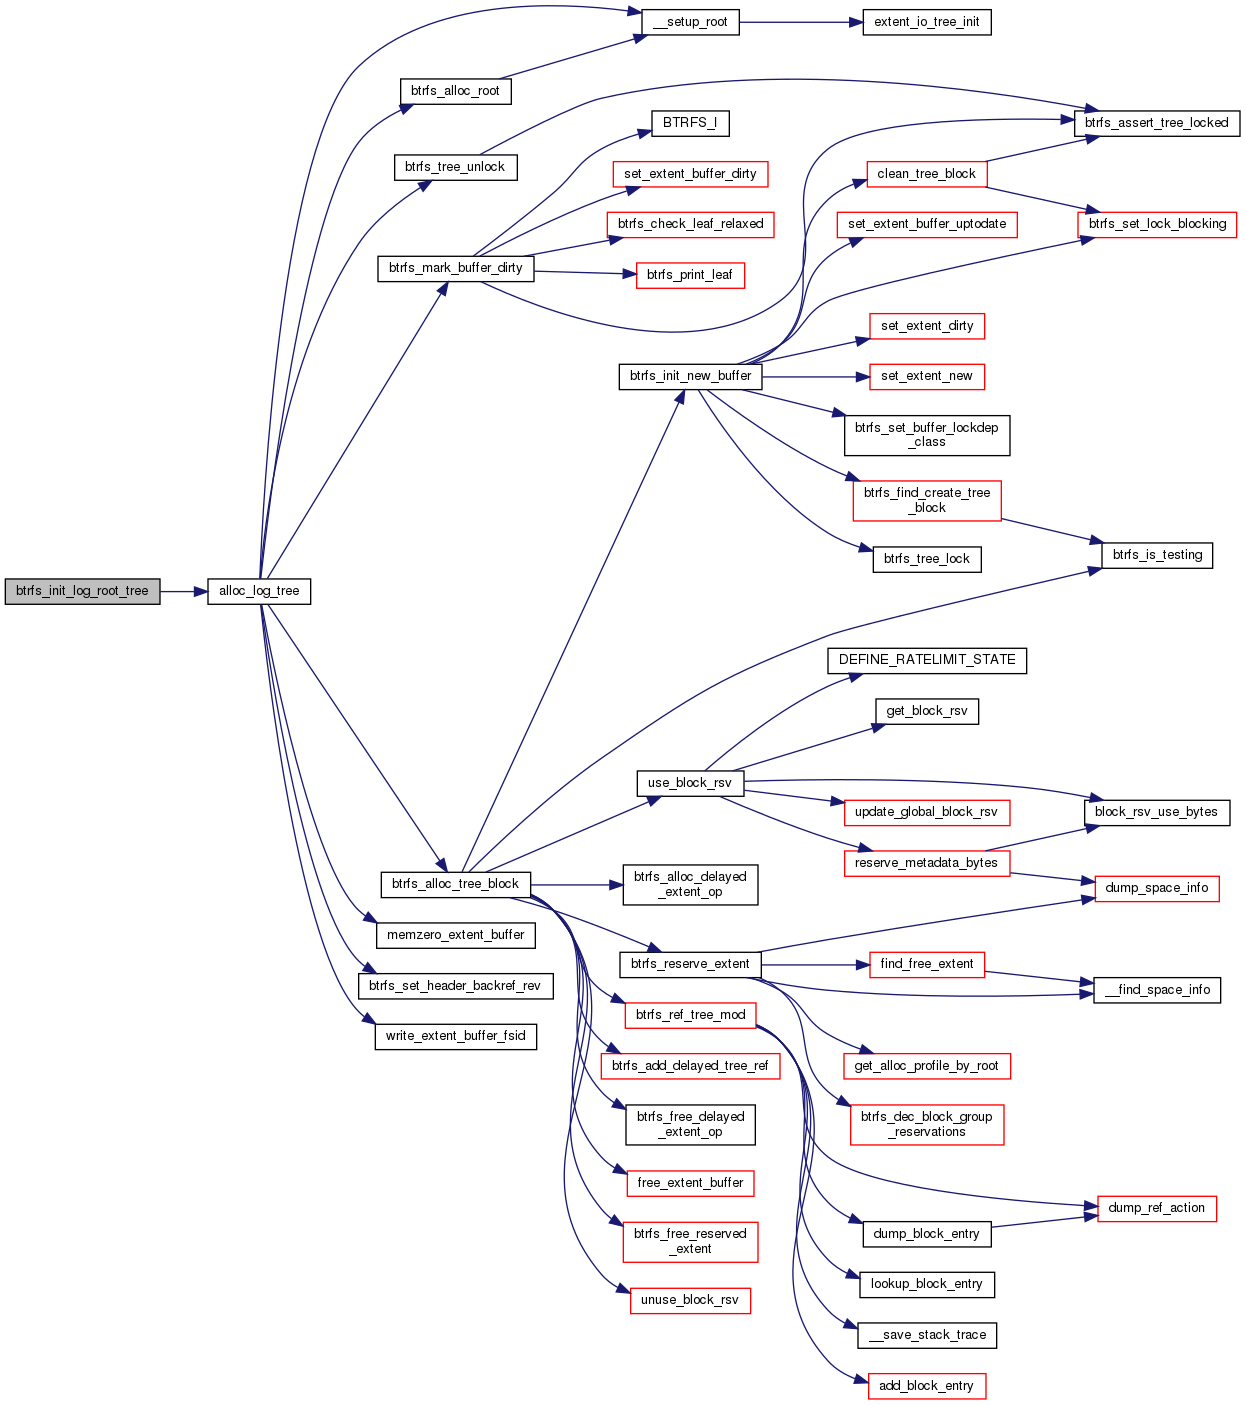 __setup_root
extent_io_tree_init
btrfs_alloc_root
BTRFS_I
btrfs_assert_tree_locked
btrfs_tree_unlock
set_extent_buffer_dirty
clean_tree_block
btrfs_check_leaf_relaxed
set_extent_buffer_uptodate
btrfs_set_lock_blocking
btrfs_mark_buffer_dirty
btrfs_print_leaf
set_extent_dirty
btrfs_init_new_buffer
set_extent_new
btrfs_set_buffer_lockdep
_class
btrfs_find_create_tree
_block
btrfs_tree_lock
btrfs_is_testing
btrfs_init_log_root_tree
alloc_log_tree
DEFINE_RATELIMIT_STATE
get_block_rsv
use_block_rsv
update_global_block_rsv
block_rsv_use_bytes
reserve_metadata_bytes
btrfs_alloc_tree_block
btrfs_alloc_delayed
_extent_op
dump_space_info
memzero_extent_buffer
btrfs_reserve_extent
find_free_extent
btrfs_set_header_backref_rev
__find_space_info
btrfs_ref_tree_mod
write_extent_buffer_fsid
btrfs_add_delayed_tree_ref
get_alloc_profile_by_root
btrfs_free_delayed
_extent_op
btrfs_dec_block_group
_reservations
free_extent_buffer
dump_ref_action
btrfs_free_reserved
_extent
dump_block_entry
lookup_block_entry
unuse_block_rsv
__save_stack_trace
add_block_entry